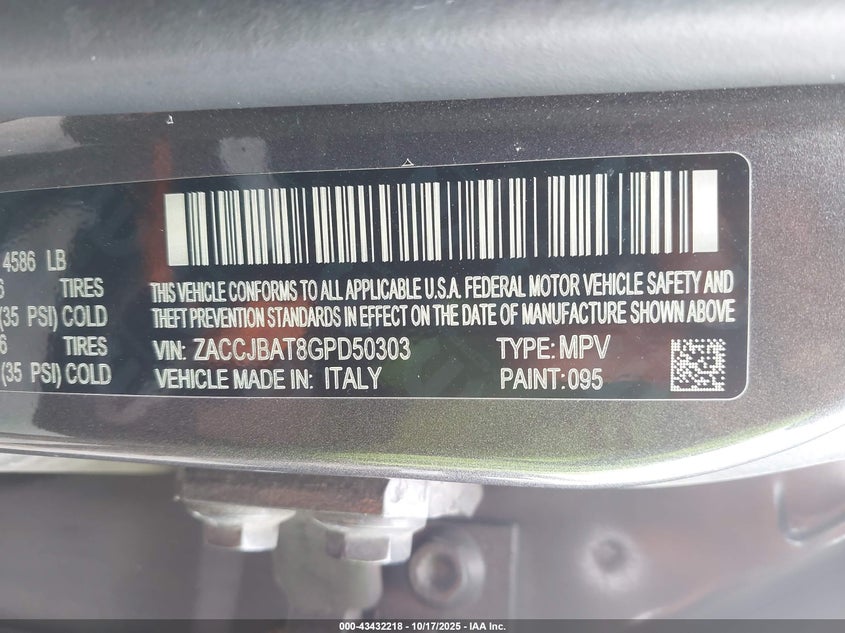 4586 LB
6 TIRES
(35 PSI) COLD
6 TIRES
(35 PSI) COLD
THIS VEHICLE CONFORMS TO ALL APPLICABLE U.S.A. FEDERAL MOTOR VEHICLE SAFETY AND
THEFT PREVENTION STANDARDS IN EFFECT ON THE DATE OF MANUFACTURE SHOWN ABOVE
VIN: ZACCJBAT8GPD50303 TYPE: MPV
VEHICLE MADE IN: ITALY PAINT: 095
000-43432218 - 10/17/2025 - IAA Inc.